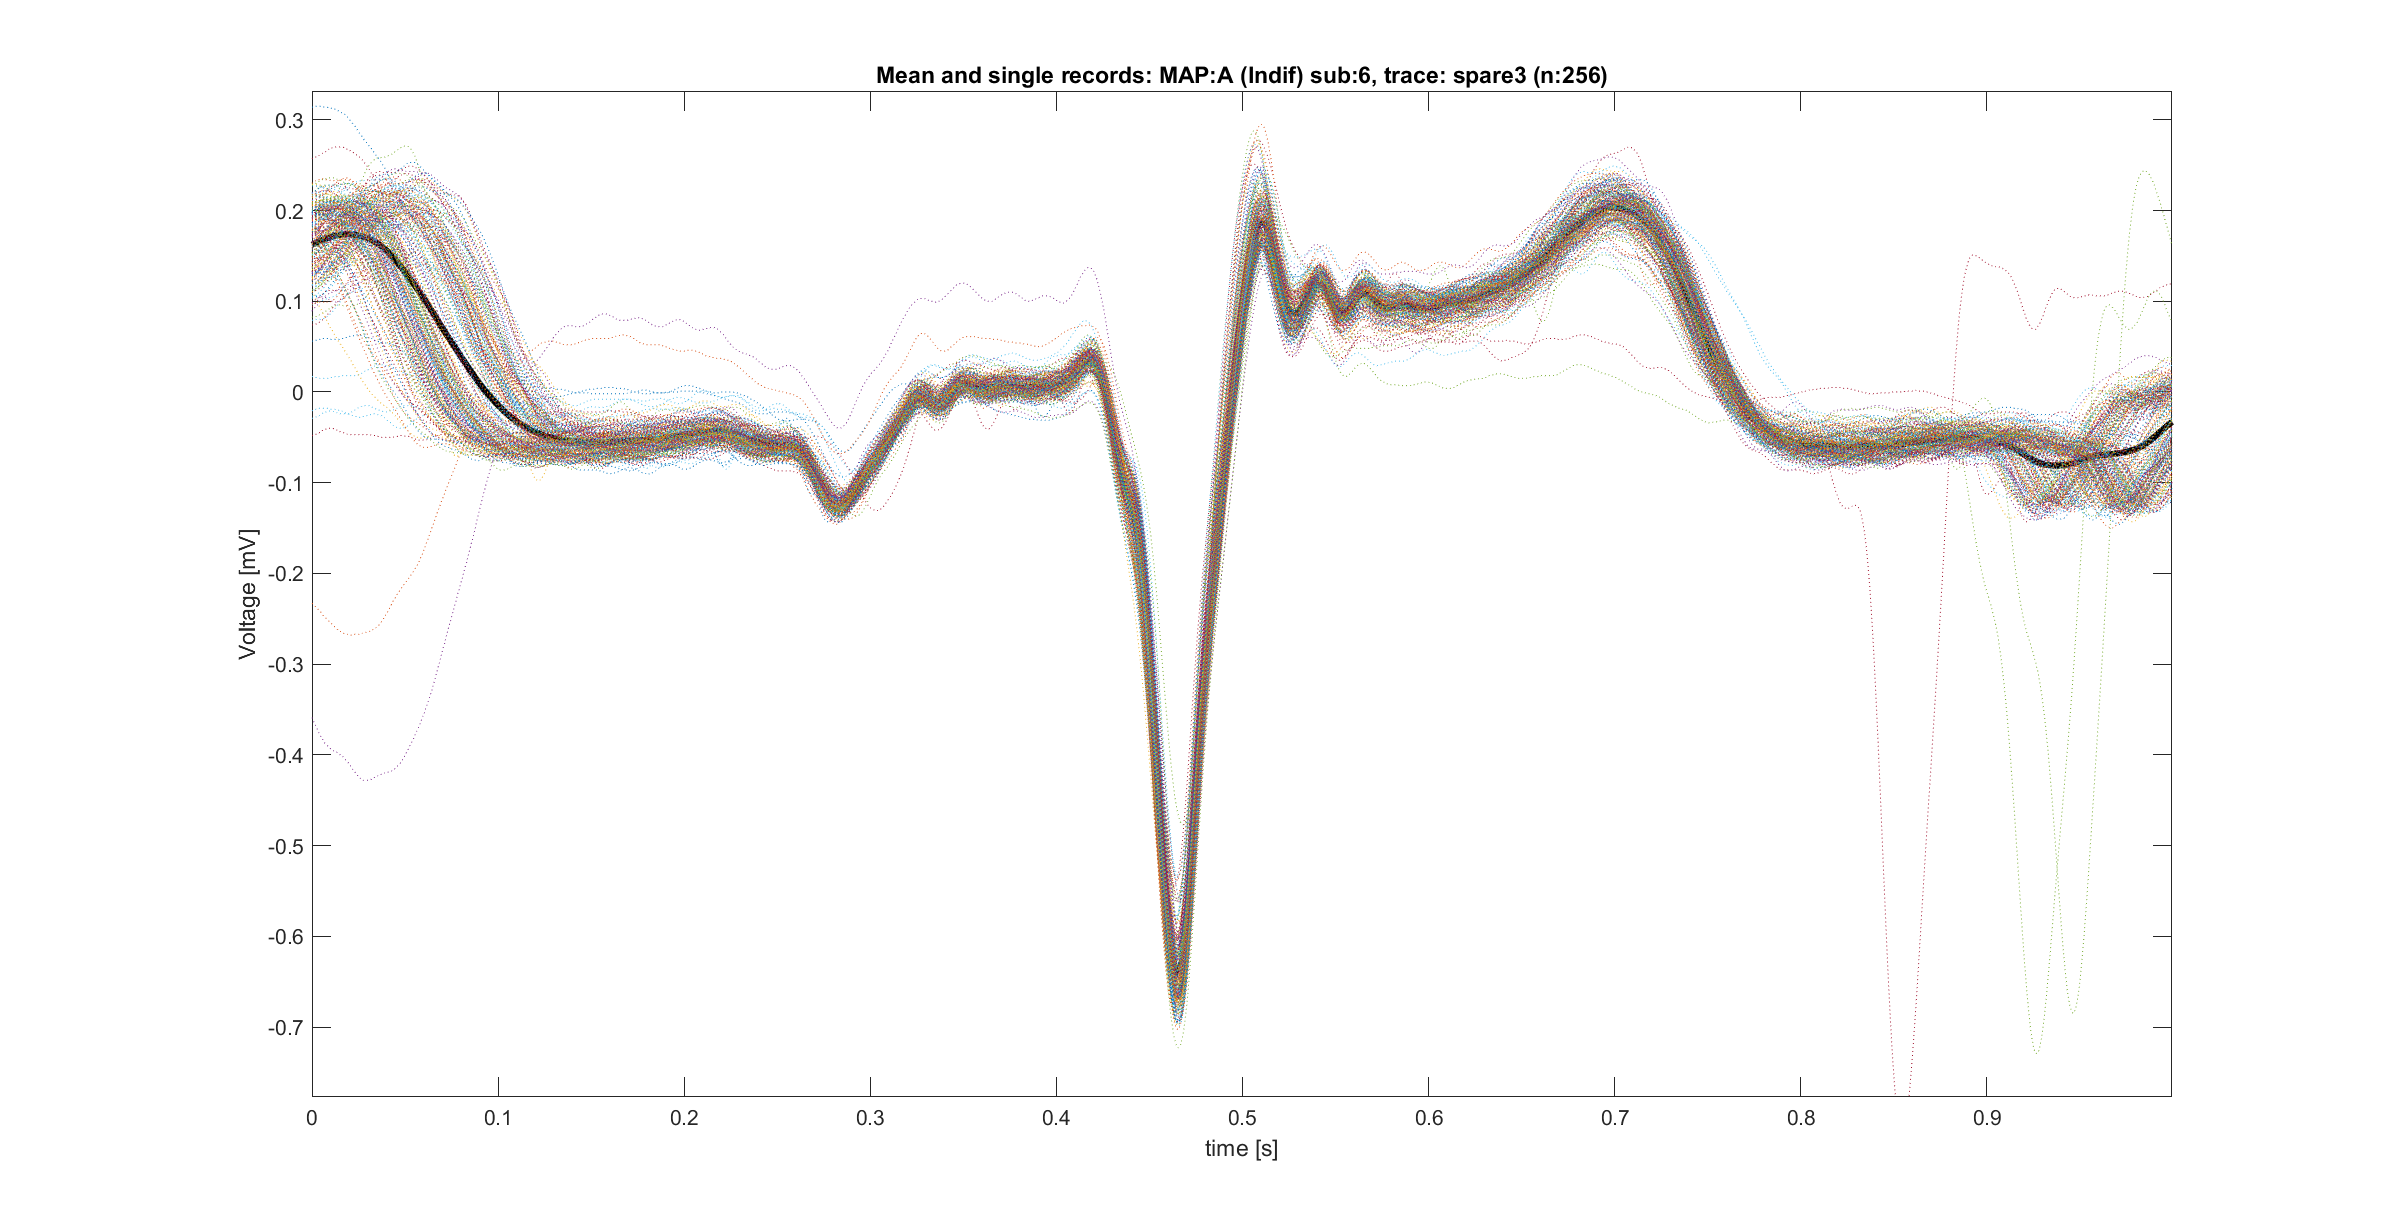 Mean and single records: MAP:A (Indif) sub:6, trace: spare3 (n:256)
Voltage [mV]
0.3
0.2
0.1
0
-0.1
-0.2
-0.3
-0.4
-0.5
-0.6
-0.7
0 0.1 0.2 0.3 0.4 0.5 0.6 0.7 0.8 0.9
time [s]